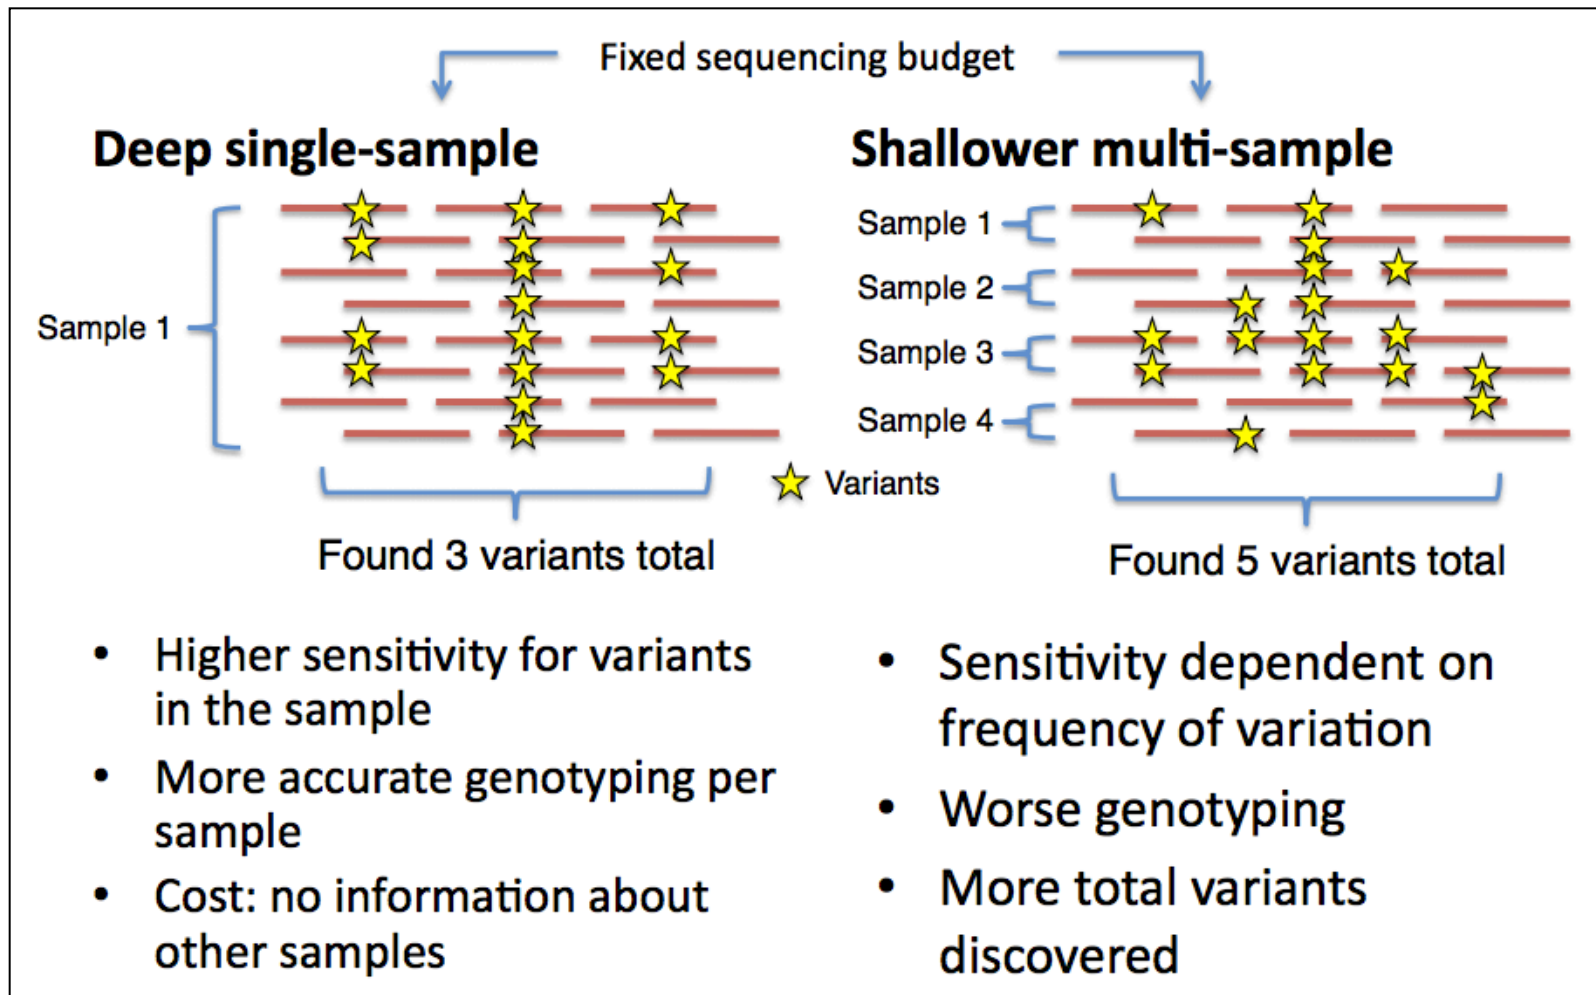 Fixed sequencing budget
Deep single-sample
Sample 1
Found 3 variants total
• Higher sensitivity for variants
in the sample
• More accurate genotyping per
sample
• Cost: no information about
other samples
Variants
Shallower multi-sample
Sample 1
Sample 2
Sample 3
Sample 4
Found 5 variants total
• Sensitivity dependent on
frequency of variation
• Worse genotyping
• More total variants
discovered